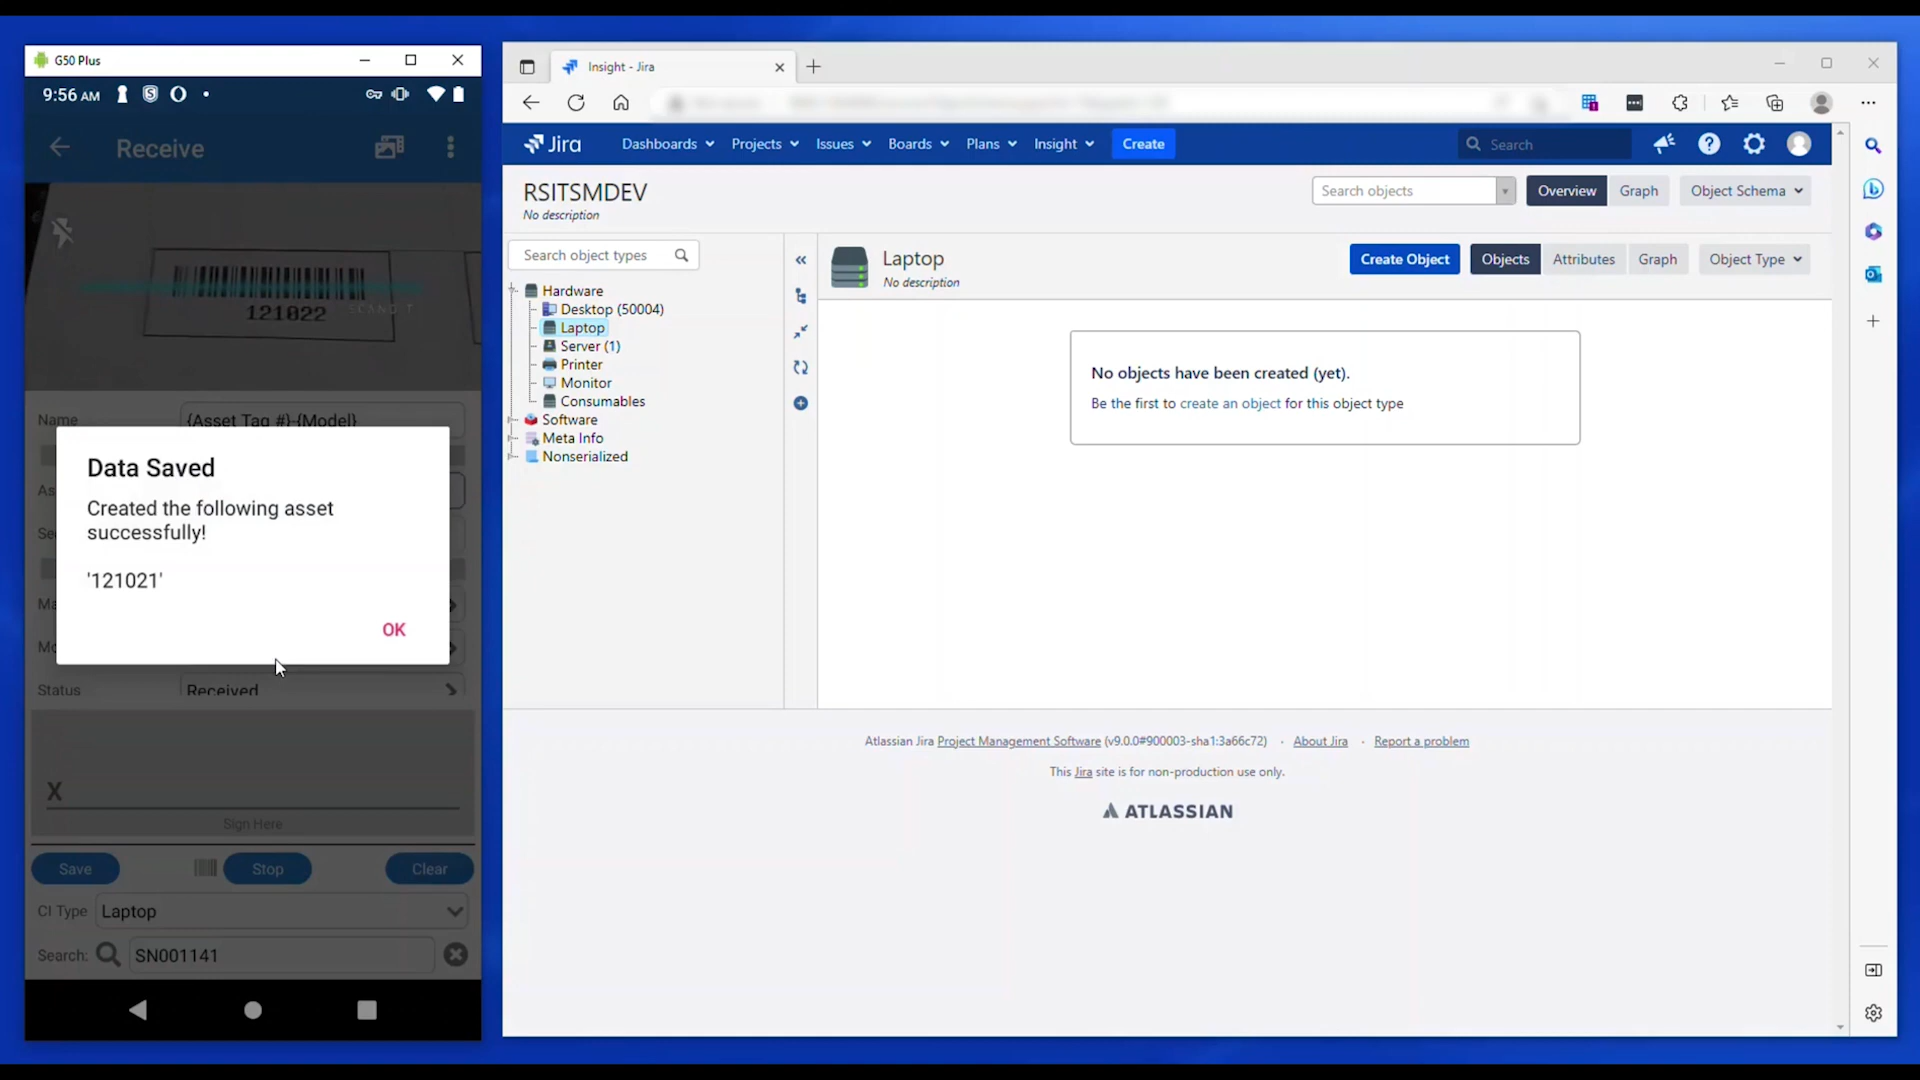 G50 Plus
9:56 AM
Receive
121022
SCANDIT
Name
{Asset Tag #}-{Model}
Data Saved
Created the following asset
successfully!
'121021'
OK
Status
Received
X
Sign Here
Save
Stop
Clear
CI Type
Laptop
Search:
SN001141
Insight - Jira
Jira
Dashboards
Projects
Issues
Boards
Plans
Insight
Create
Search
RSITSMDEV
No description
Search objects
Overview
Graph
Object Schema
Search object types
Hardware
Desktop (50004)
Laptop
Server (1)
Printer
Monitor
Consumables
Software
Meta Info
Nonserialized
Laptop
No description
Create Object
Objects
Attributes
Graph
Object Type
No objects have been created (yet).
Be the first to create an object for this object type
Atlassian Jira Project Management Software (v9.0.0#900003-sha1:3a66c72) · About Jira · Report a problem
This Jira site is for non-production use only.
ATLASSIAN